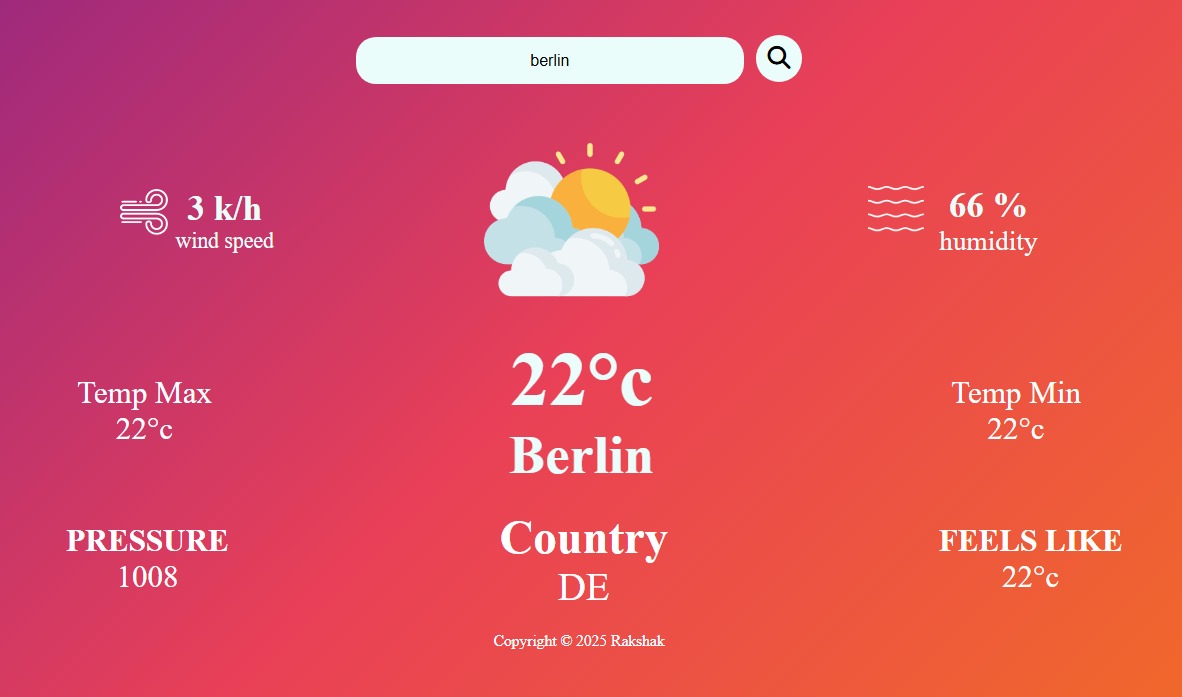 berlin
3 k/h
wind speed
66 %
humidity
22°c
Berlin
Temp Max
22°c
Temp Min
22°c
Country
DE
PRESSURE
1008
FEELS LIKE
22°c
Copyright © 2025 Rakshak